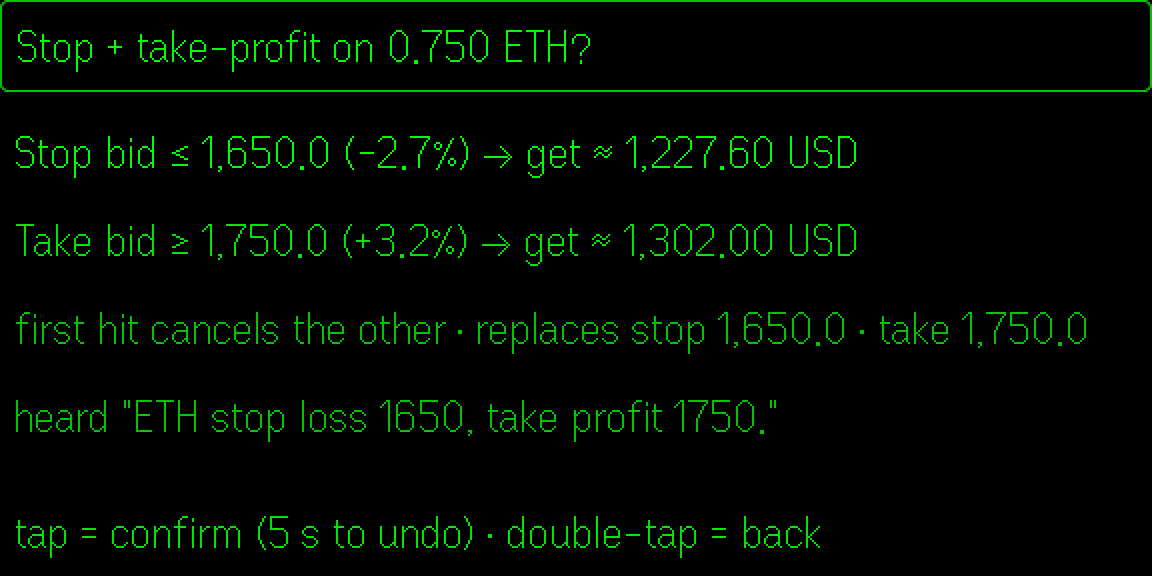 Stop + take-profit on 0.750 ETH?
Stop bid ≤ 1,650.0 (-2.7%) → get ≈ 1,227.60 USD
Take bid ≥ 1,750.0 (+3.2%) → get ≈ 1,302.00 USD
first hit cancels the other · replaces stop 1,650.0 · take 1,750.0
heard "ETH stop loss 1650, take profit 1750."
tap = confirm (5 s to undo) · double-tap = back